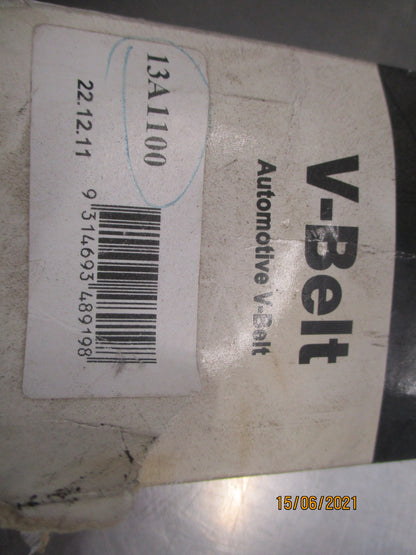 V-Belt
Automotive V-Belt
13A1100
22.12.11
9 314693 489198
15/06/2021